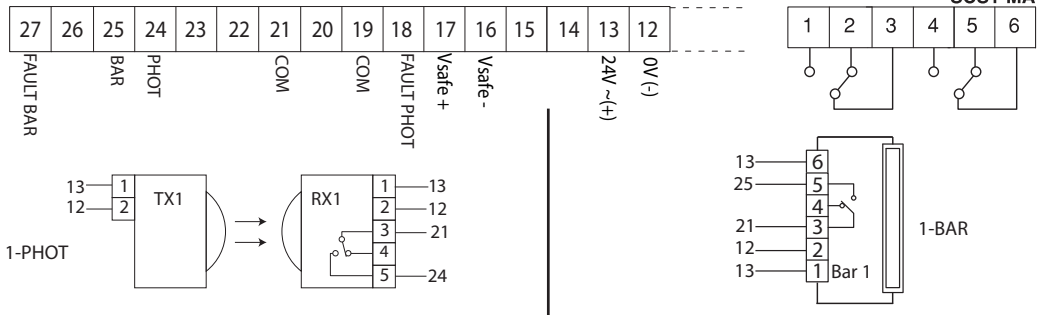 27 26 25 24 23 22 21 20 19 18 17 16 15 14 13 12
FAULT BAR BAR PHOT COM COM FAULT PHOT Vsafe + Vsafe - 24V ~(+) 0V (-)
1 2 3 4 5 6
1-PHOT
13 1
12 2
TX1
RX1
1 13
2 12
3 21
4
5 24
13 6
25 5
4
21 3
12 2
13 1 Bar 1
1-BAR